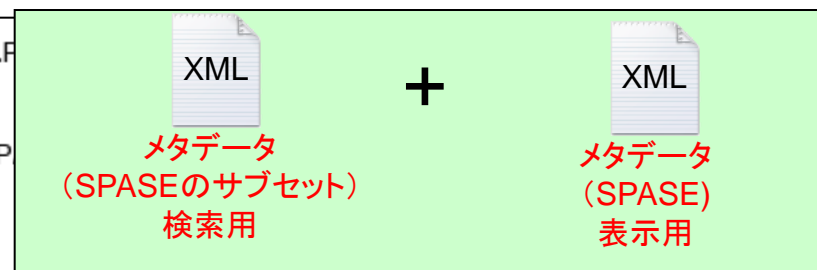 XML
メタデータ
（SPASEのサブセット）
検索用
+
XML
メタデータ
（SPASE)
表示用